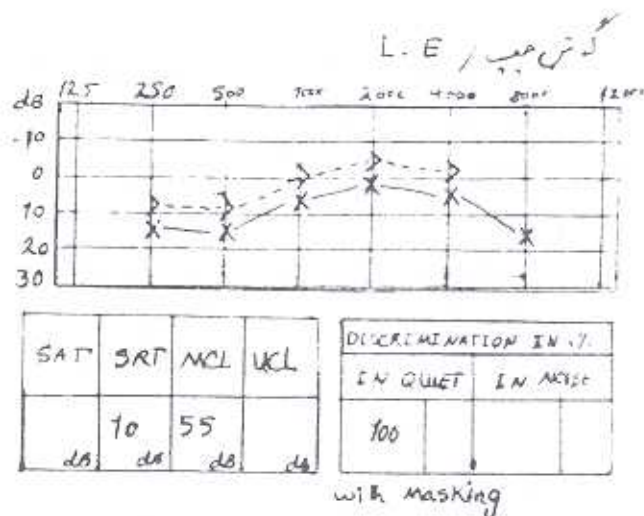 L.E / گوش چپ
dB 125 250 500 1000 2000 4000 8000
-10
0
10
20
30
SAT SRT MCL UCL
10 55
dB dB dB dB
DISCRIMINATION IN %
IN QUIET IN NOISE
100
with masking